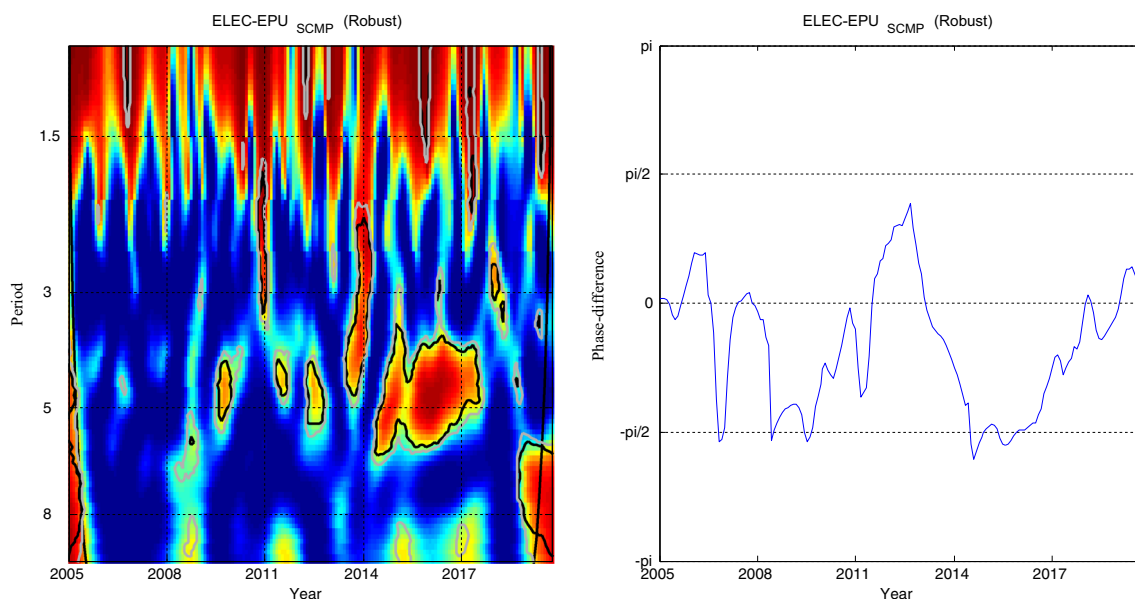 ELEC-EPU SCMP (Robust)
1.5
3
5
8
Period
2005 2008 2011 2014 2017
Year
ELEC-EPU SCMP (Robust)
pi
pi/2
0
-pi/2
-pi
Phase-difference
2005 2008 2011 2014 2017
Year